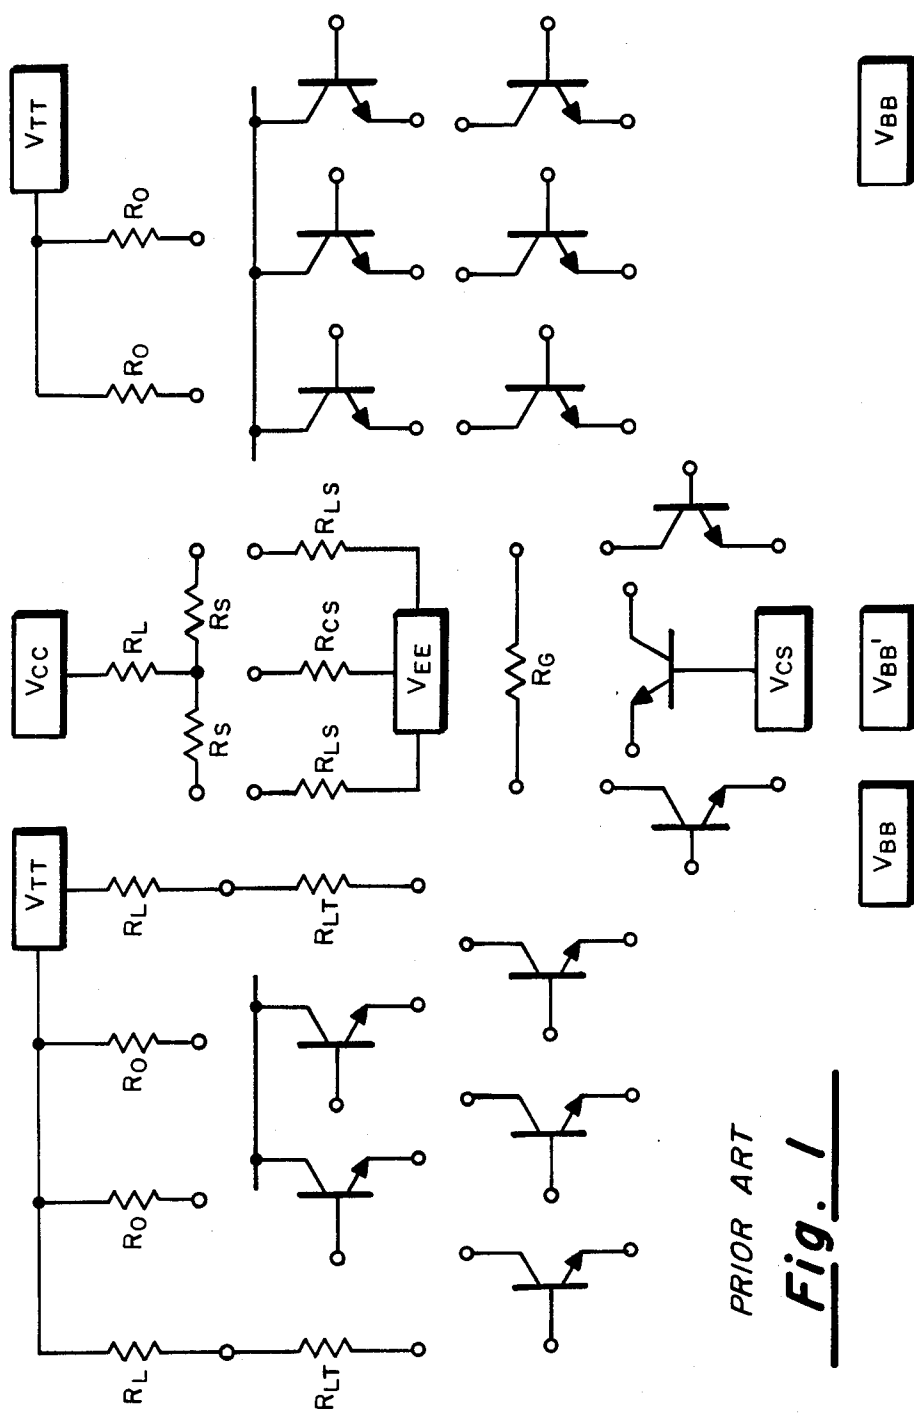 VTT
RO
RO
VBB
VCC
RL
RS
RS
RLS
RCS
RLS
VEE
RG
VCS
VBB'
VBB
VTT
RL
RLT
RO
RO
RL
RLT
PRIOR ART
Fig. 1